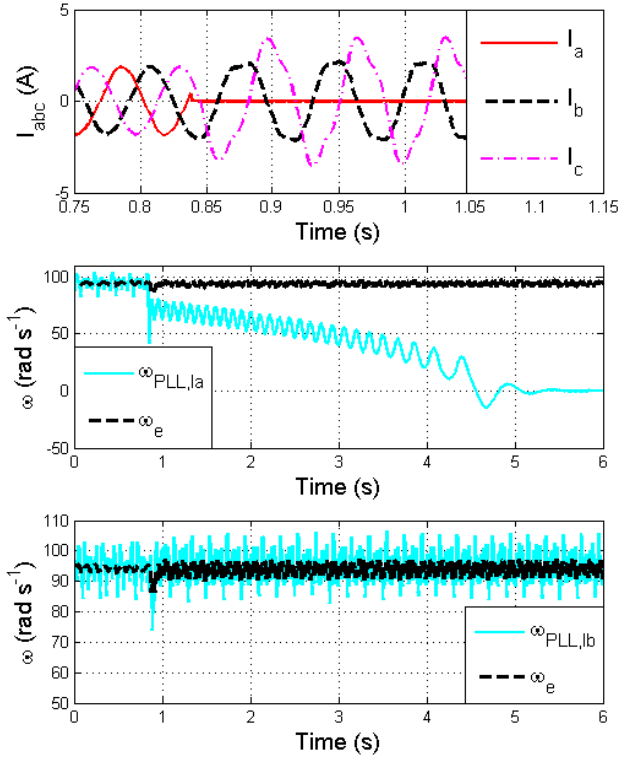 5
0
-5
I_abc (A)
0.75 0.8 0.85 0.9 0.95 1 1.05 1.1 1.15
Time (s)
I_a
I_b
I_c
100
50
0
-50
ω (rad s⁻¹)
ω_PLL,Ia
ω_e
0 1 2 3 4 5 6
Time (s)
110
100
90
80
70
60
50
ω (rad s⁻¹)
ω_PLL,Ib
ω_e
0 1 2 3 4 5 6
Time (s)